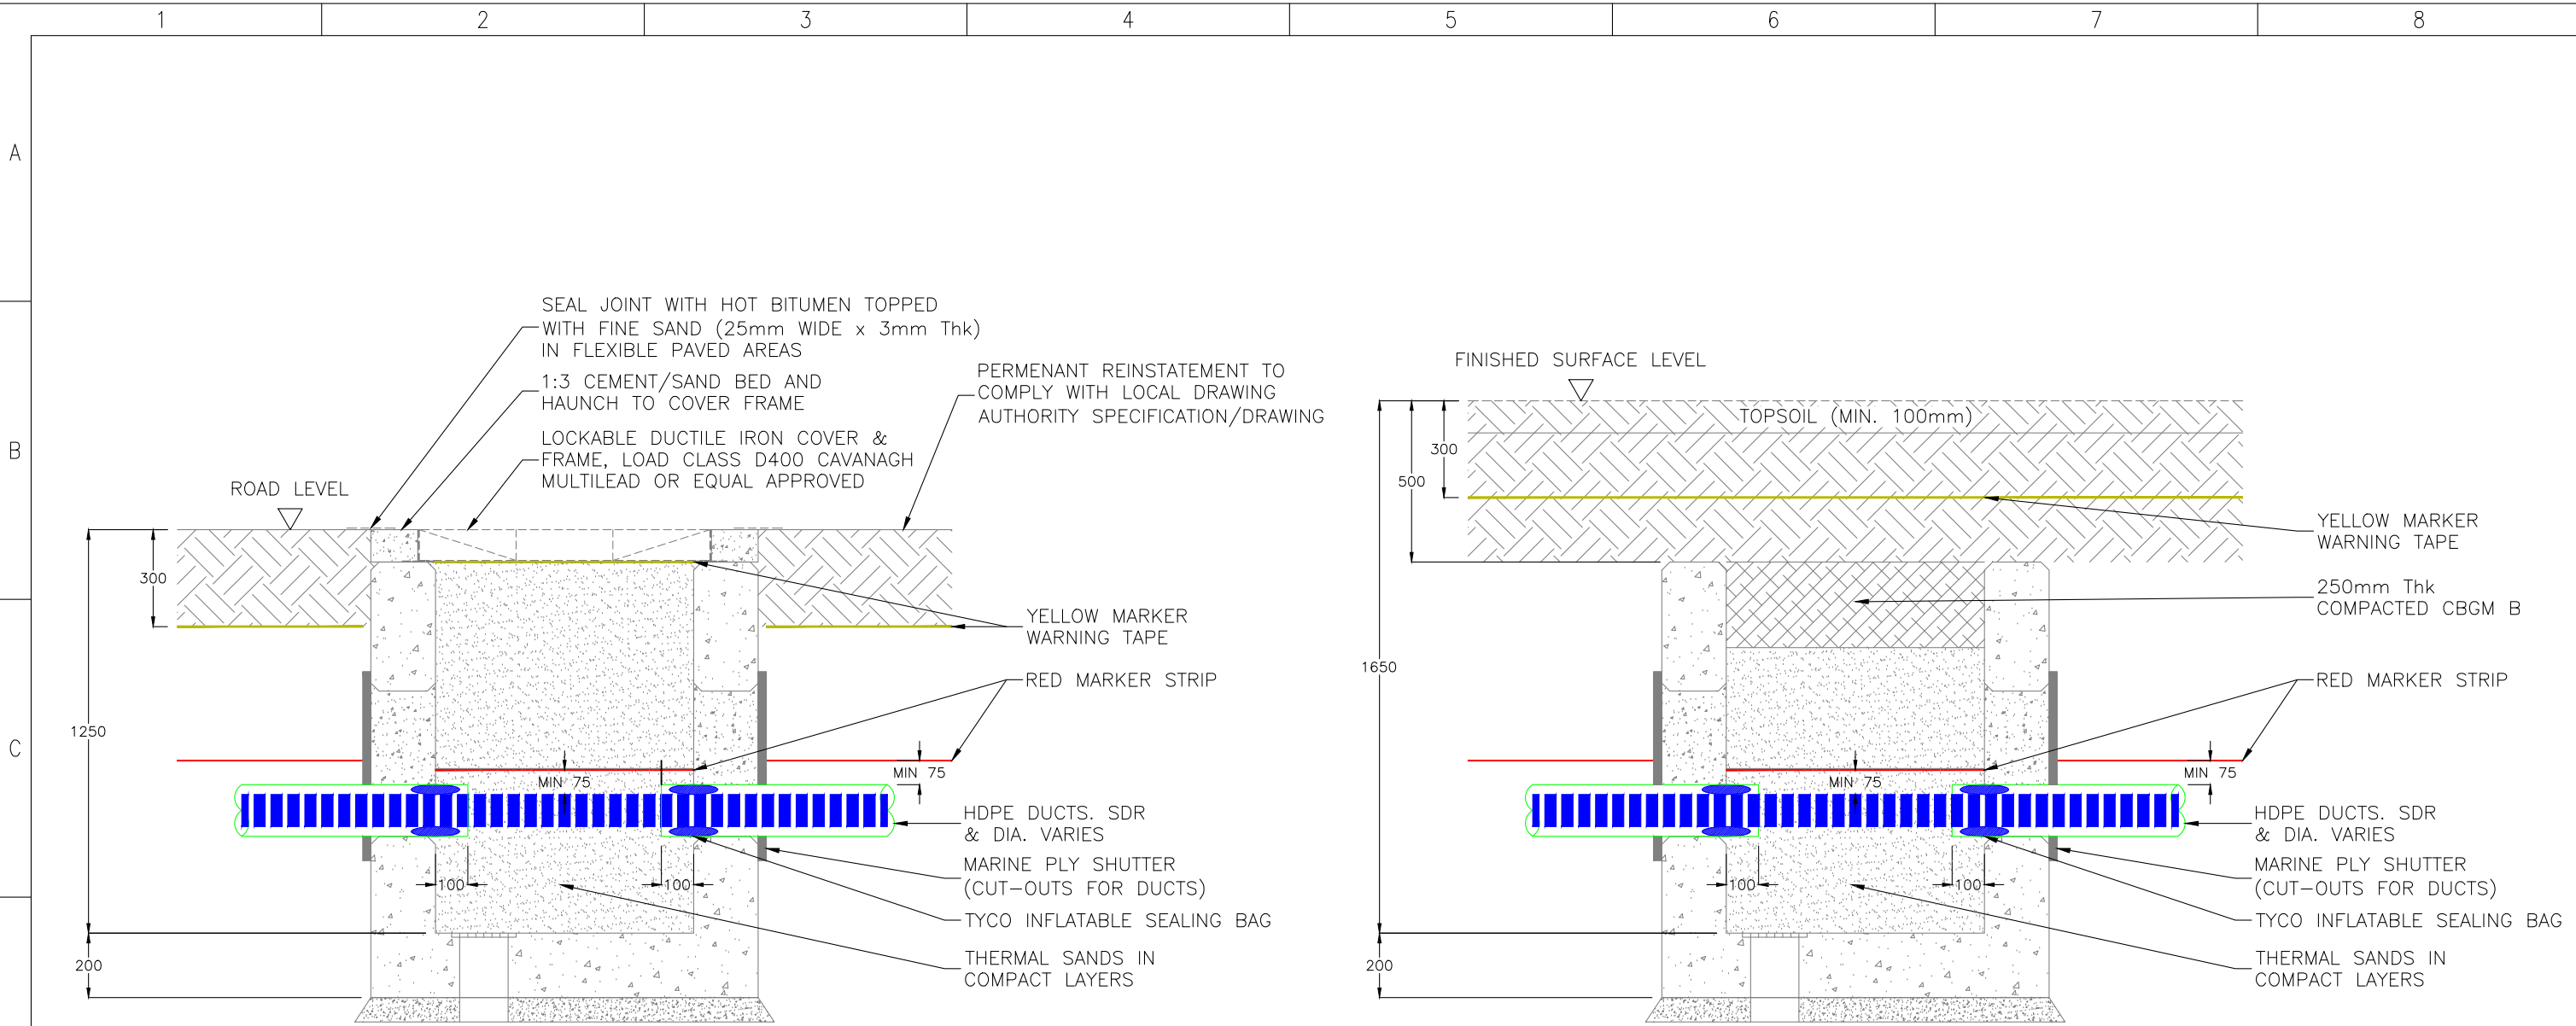 1 2 3 4 5 6 7 8
A
B
C
SEAL JOINT WITH HOT BITUMEN TOPPED
WITH FINE SAND (25mm WIDE x 3mm Thk)
IN FLEXIBLE PAVED AREAS
1:3 CEMENT/SAND BED AND
HAUNCH TO COVER FRAME
LOCKABLE DUCTILE IRON COVER &
FRAME, LOAD CLASS D400 CAVANAGH
MULTILEAD OR EQUAL APPROVED
PERMENANT REINSTATEMENT TO
COMPLY WITH LOCAL DRAWING
AUTHORITY SPECIFICATION/DRAWING
ROAD LEVEL
300
1250
200
YELLOW MARKER
WARNING TAPE
RED MARKER STRIP
MIN 75
MIN 75
HDPE DUCTS. SDR
& DIA. VARIES
MARINE PLY SHUTTER
(CUT-OUTS FOR DUCTS)
100
100
TYCO INFLATABLE SEALING BAG
THERMAL SANDS IN
COMPACT LAYERS
FINISHED SURFACE LEVEL
TOPSOIL (MIN. 100mm)
300
500
1650
200
YELLOW MARKER
WARNING TAPE
250mm Thk
COMPACTED CBGM B
RED MARKER STRIP
MIN 75
MIN 75
HDPE DUCTS. SDR
& DIA. VARIES
MARINE PLY SHUTTER
(CUT-OUTS FOR DUCTS)
100
100
TYCO INFLATABLE SEALING BAG
THERMAL SANDS IN
COMPACT LAYERS